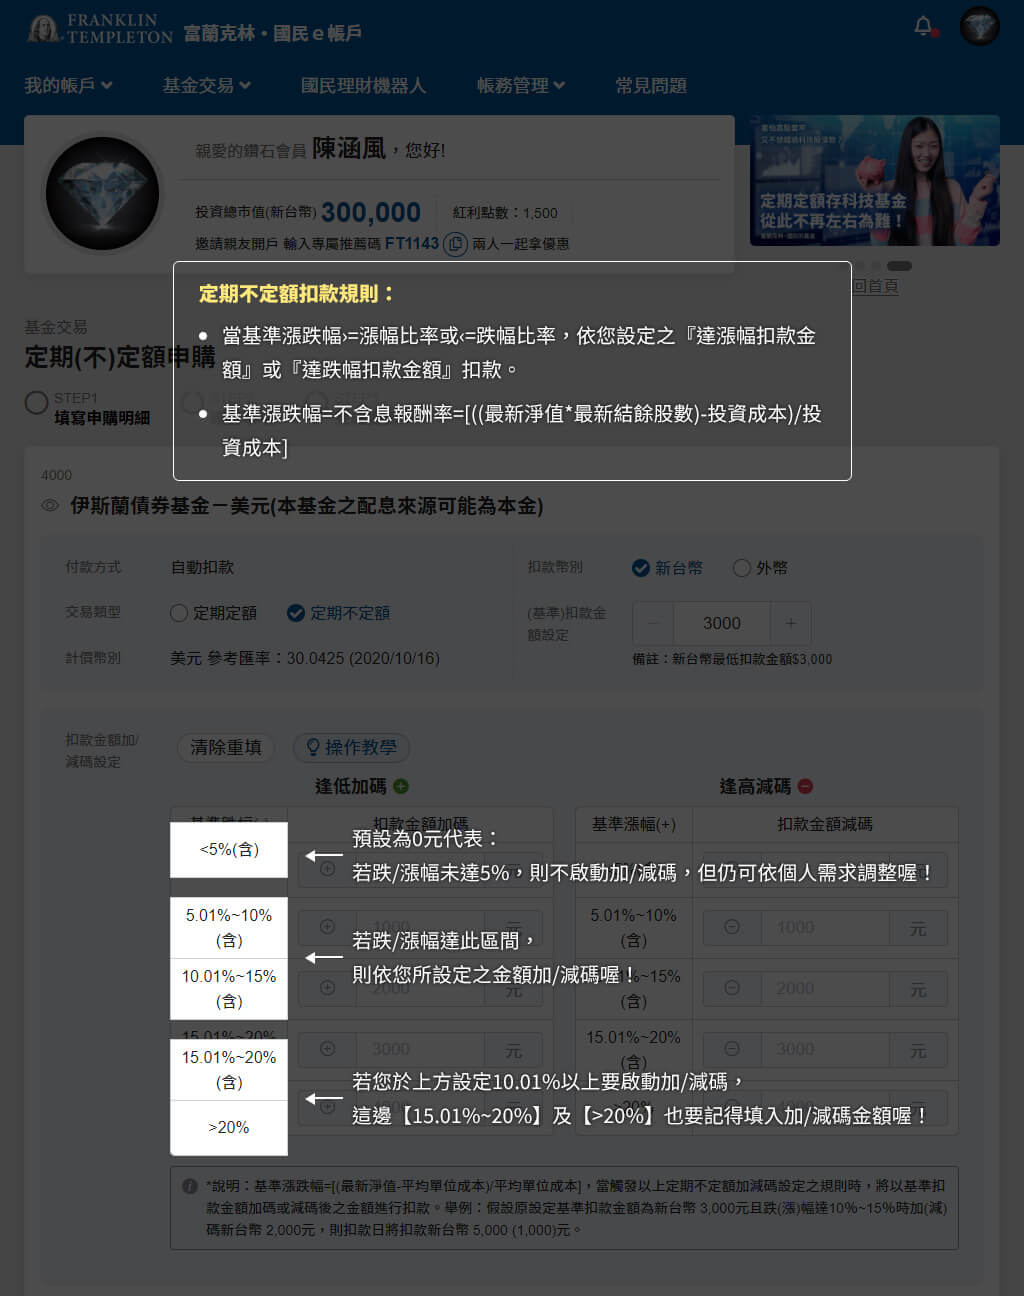 FRANKLIN
TEMPLETON 富蘭克林・國民e帳戶
我的帳戶 基金交易 國民理財機器人 帳務管理 常見問題
親愛的鑽石會員 陳涵風，您好!
投資總市值(新台幣) 300,000 紅利點數：1,500
邀請親友開戶 輸入專屬推薦碼 FT1143 兩人一起拿優惠
定期定額存科技基金
從此不再左右為難！
回首頁
定期不定額扣款規則：
當基準漲跌幅›=漲幅比率或‹=跌幅比率，依您設定之『達漲幅扣款金
額』或『達跌幅扣款金額』扣款。
基準漲跌幅=不含息報酬率=[((最新淨值*最新結餘股數)-投資成本)/投
資成本]
基金交易
定期(不)定額申購
STEP1
填寫申購明細
4000
伊斯蘭債券基金－美元(本基金之配息來源可能為本金)
付款方式 自動扣款 扣款幣別 新台幣 外幣
交易類型 定期定額 定期不定額 (基準)扣款金
額設定 3000
計價幣別 美元 參考匯率：30.0425 (2020/10/16) 備註：新台幣最低扣款金額$3,000
扣款金額加/
減碼設定 清除重填 操作教學
逢低加碼 逢高減碼
扣款金額加碼 基準漲幅(+) 扣款金額減碼
<5%(含) 預設為0元代表：
若跌/漲幅未達5%，則不啟動加/減碼，但仍可依個人需求調整喔！
5.01%~10%
(含) 1000 元 5.01%~10%
(含) 1000 元
若跌/漲幅達此區間，
則依您所設定之金額加/減碼喔！
10.01%~15%
(含) 2000 元 (含) 2000 元
15.01%~20% 3000 元 15.01%~20%
(含) 3000 元
15.01%~20%
(含)
若您於上方設定10.01%以上要啟動加/減碼，
這邊【15.01%~20%】及【>20%】也要記得填入加/減碼金額喔！
>20%
*說明：基準漲跌幅=[(最新淨值-平均單位成本)/平均單位成本]，當觸發以上定期不定額加減碼設定之規則時，將以基準扣
款金額加碼或減碼後之金額進行扣款。舉例：假設原設定基準扣款金額為新台幣 3,000元且跌(漲)幅達10%~15%時加(減)
碼新台幣 2,000元，則扣款日將扣款新台幣 5,000 (1,000)元。